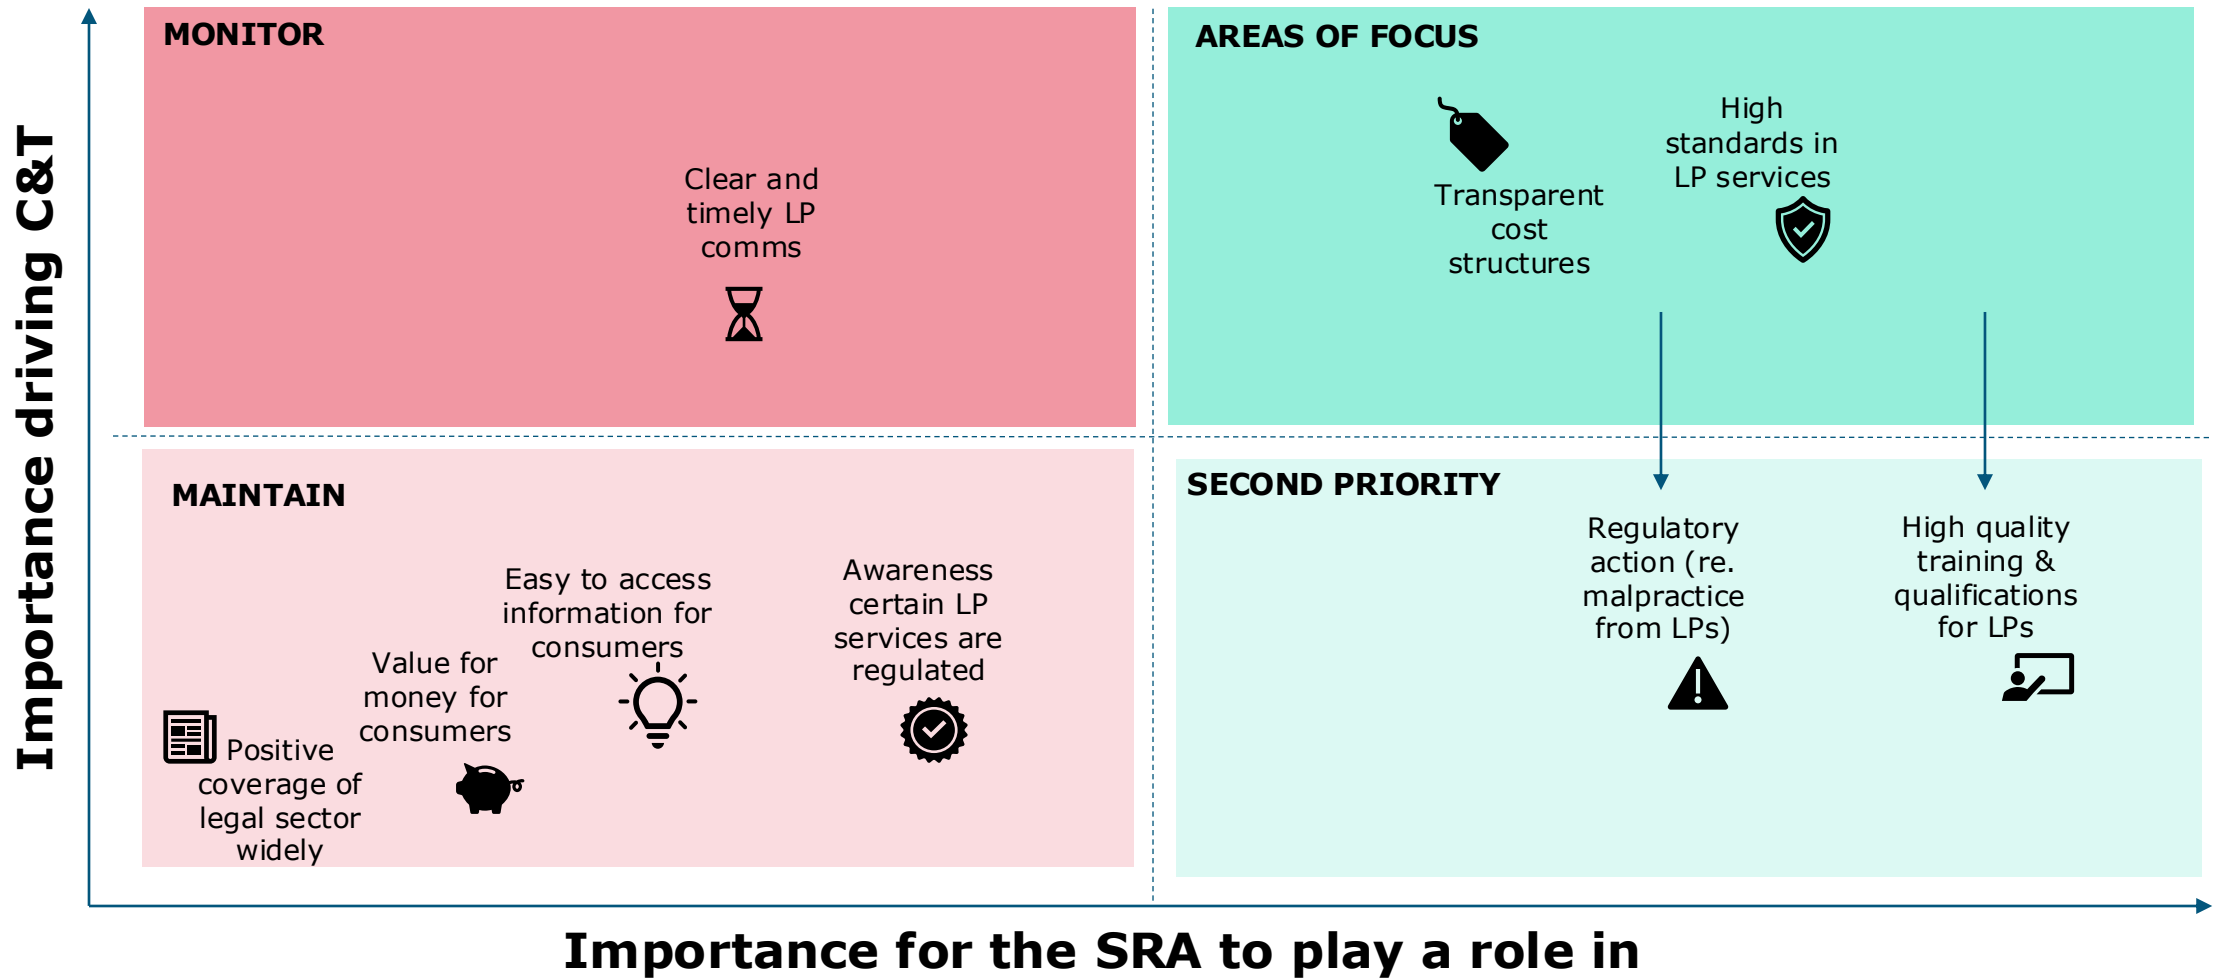 Importance driving C&T
MONITOR
Clear and
timely LP
comms
AREAS OF FOCUS
Transparent
cost
structures
High
standards in
LP services
MAINTAIN
Positive
coverage of
legal sector
widely
Value for
money for
consumers
Easy to access
information for
consumers
Awareness
certain LP
services are
regulated
SECOND PRIORITY
Regulatory
action (re.
malpractice
from LPs)
High quality
training &
qualifications
for LPs
Importance for the SRA to play a role in